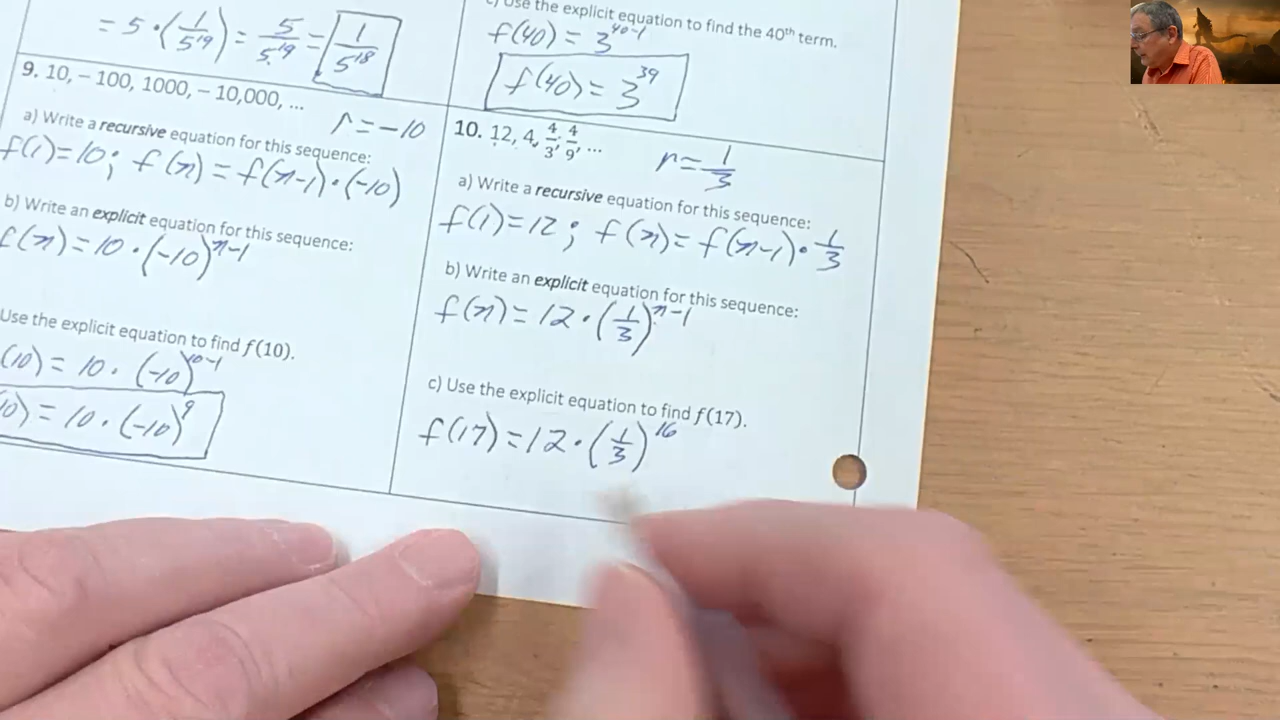 = 5 · (1/5^19) = 5/5^19 = 1/5^18
9. 10, – 100, 1000, – 10,000, ...
r = -10
a) Write a recursive equation for this sequence:
f(1) = 10; f(n) = f(n-1) · (-10)
b) Write an explicit equation for this sequence:
f(n) = 10 · (-10)^n-1
Use the explicit equation to find f(10).
(10) = 10 · (-10)^10-1
10) = 10 · (-10)^9
c) Use the explicit equation to find the 40th term.
f(40) = 3^40-1
f(40) = 3^39
10. 12, 4, 4/3, 4/9, ...
r = 1/3
a) Write a recursive equation for this sequence:
f(1) = 12; f(n) = f(n-1) · 1/3
b) Write an explicit equation for this sequence:
f(n) = 12 · (1/3)^n-1
c) Use the explicit equation to find f(17).
f(17) = 12 · (1/3)^16